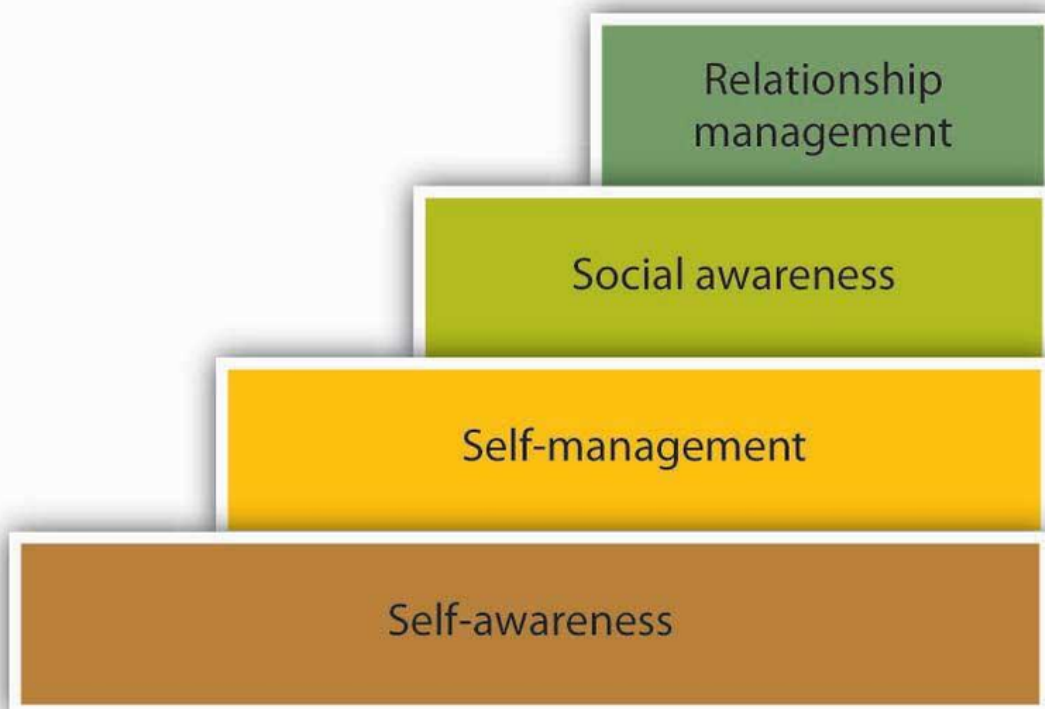 Relationship
management
Social awareness
Self-management
Self-awareness